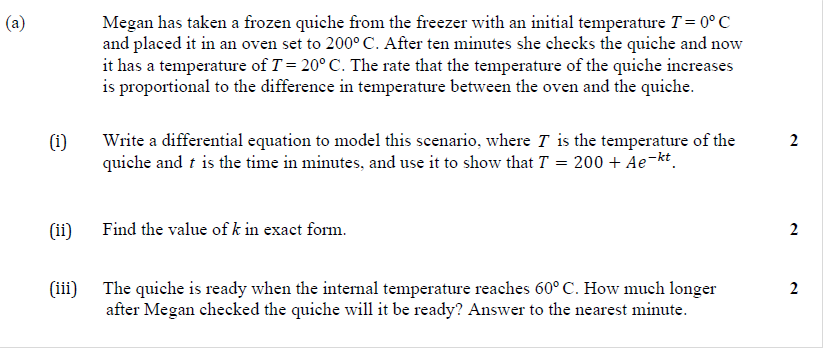 (a) Megan has taken a frozen quiche from the freezer with an initial temperature T = 0° C
and placed it in an oven set to 200° C. After ten minutes she checks the quiche and now
it has a temperature of T = 20° C. The rate that the temperature of the quiche increases
is proportional to the difference in temperature between the oven and the quiche.
(i) Write a differential equation to model this scenario, where T is the temperature of the 2
quiche and t is the time in minutes, and use it to show that T = 200 + Ae^{-kt}.
(ii) Find the value of k in exact form. 2
(iii) The quiche is ready when the internal temperature reaches 60° C. How much longer 2
after Megan checked the quiche will it be ready? Answer to the nearest minute.